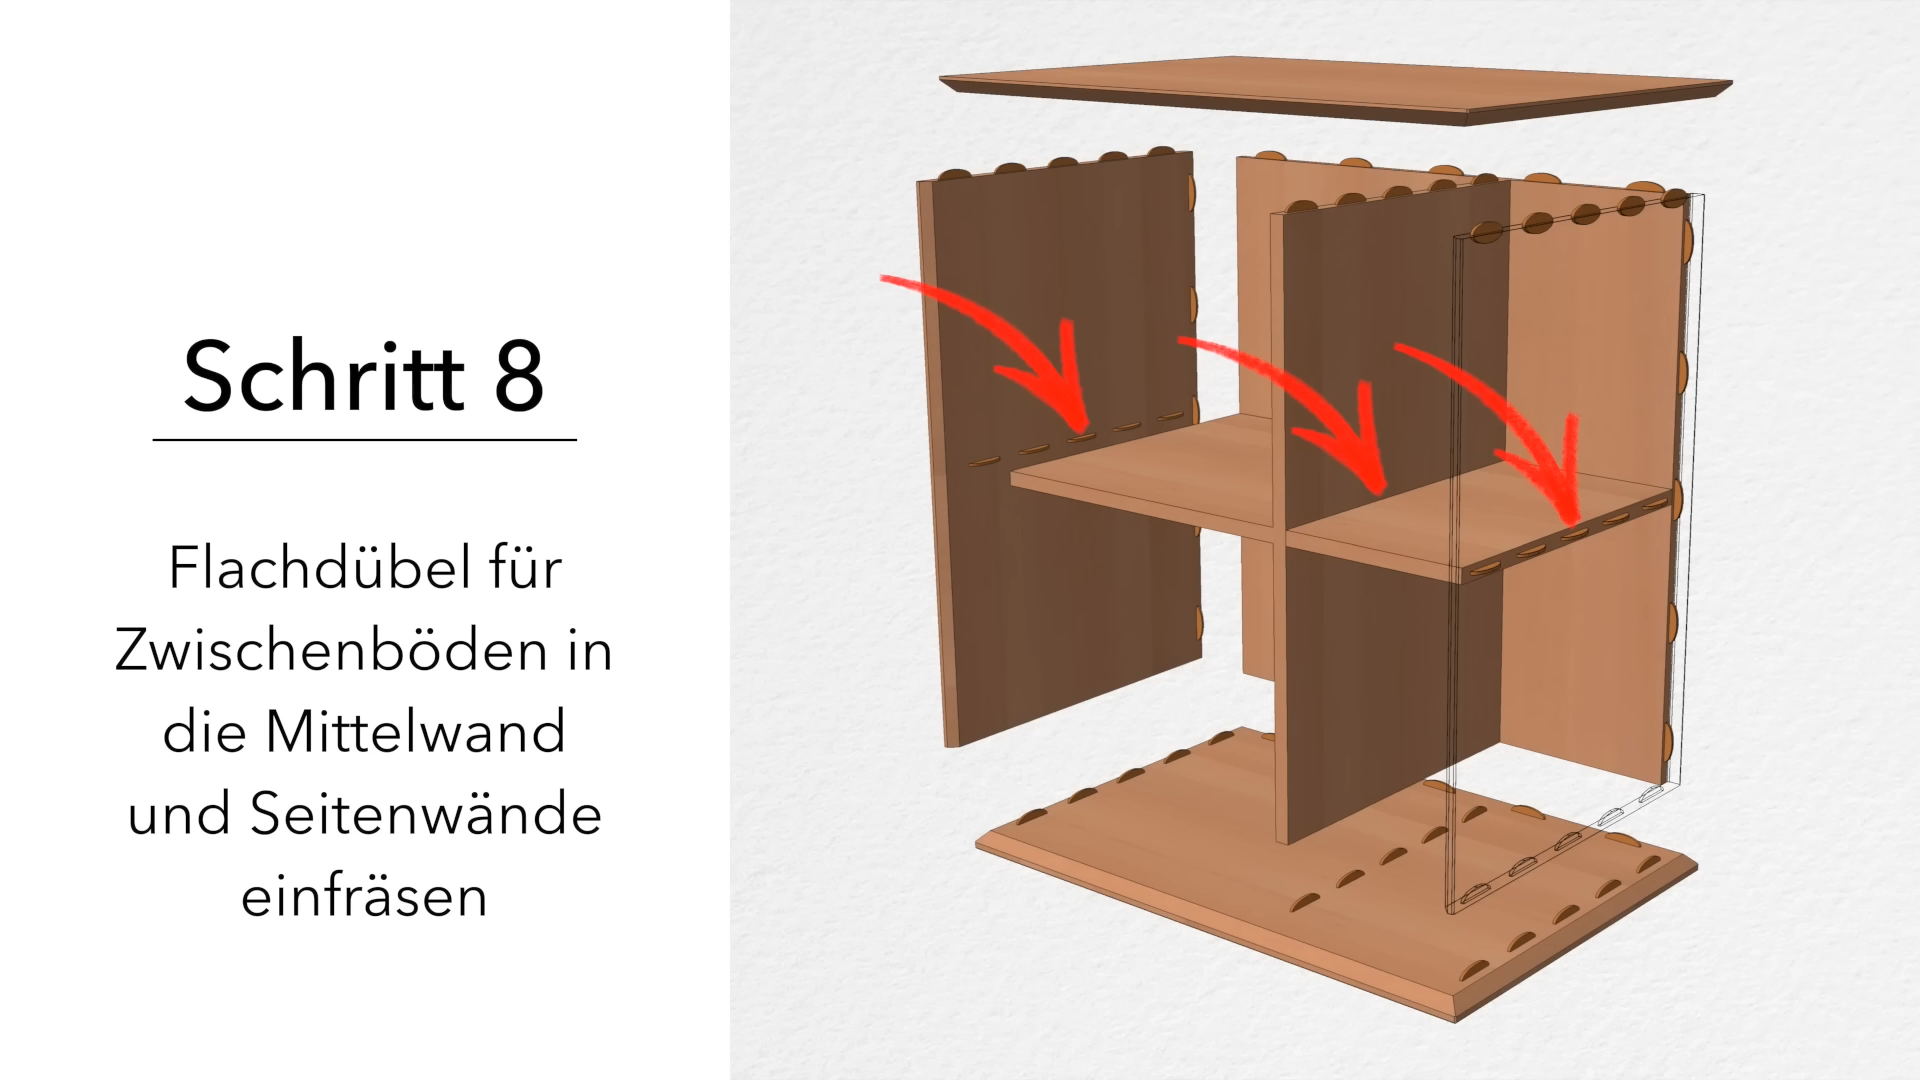 Schritt 8
Flachdübel für
Zwischenböden in
die Mittelwand
und Seitenwände
einfräsen